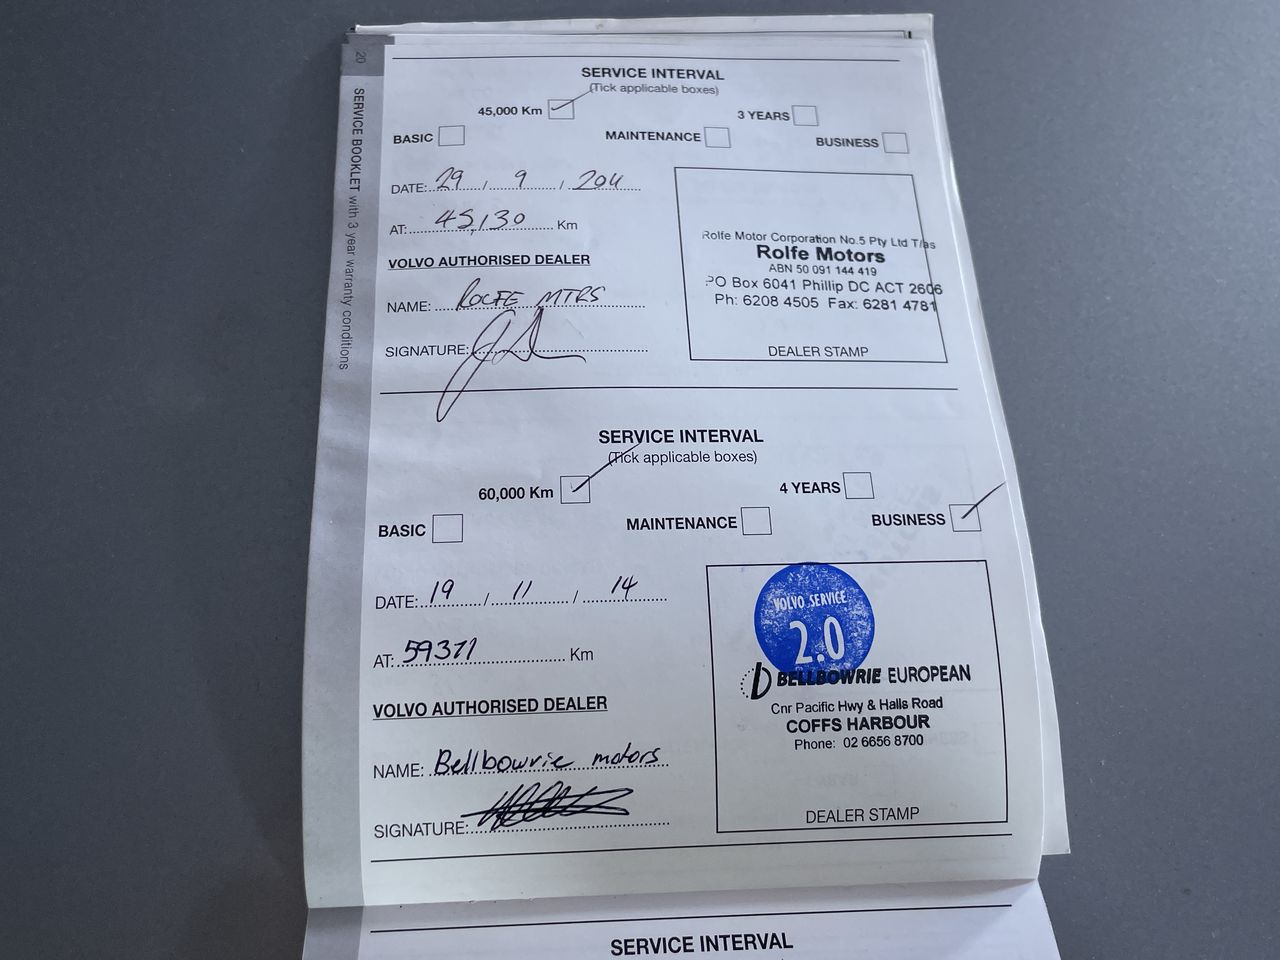 20
SERVICE BOOKLET with 3 year warranty conditions
SERVICE INTERVAL
(Tick applicable boxes)
45,000 Km
3 YEARS
BASIC
MAINTENANCE
BUSINESS
DATE: 29 / 9 / 2014
AT: 45,130 Km
VOLVO AUTHORISED DEALER
NAME: ROLFE MTRS
SIGNATURE:
Rolfe Motor Corporation No.5 Pty Ltd T/as
Rolfe Motors
ABN 50 091 144 419
PO Box 6041 Phillip DC ACT 2606
Ph: 6208 4505 Fax: 6281 4781
DEALER STAMP
SERVICE INTERVAL
(Tick applicable boxes)
60,000 Km
4 YEARS
BASIC
MAINTENANCE
BUSINESS
DATE: 19 / 11 / 14
AT: 59371 Km
VOLVO AUTHORISED DEALER
NAME: Bellbowrie motors
SIGNATURE:
VOLVO SERVICE
2.0
BELLBOWRIE EUROPEAN
Cnr Pacific Hwy & Halls Road
COFFS HARBOUR
Phone: 02 6656 8700
DEALER STAMP
SERVICE INTERVAL